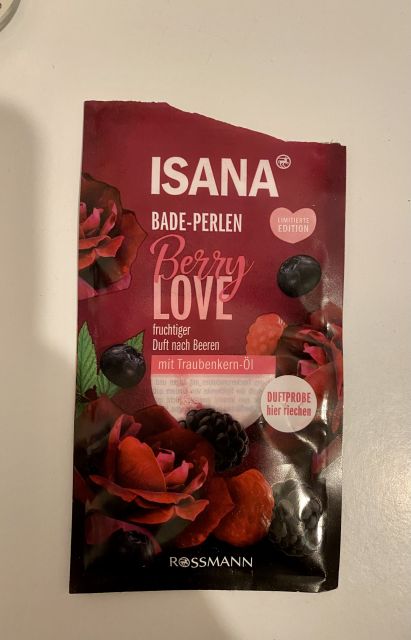 ISANA
BADE-PERLEN
LIMITIERTE
EDITION
Berry
LOVE
fruchtiger
Duft nach Beeren
mit Traubenkern-Öl
DUFTPROBE
hier riechen
ROSSMANN